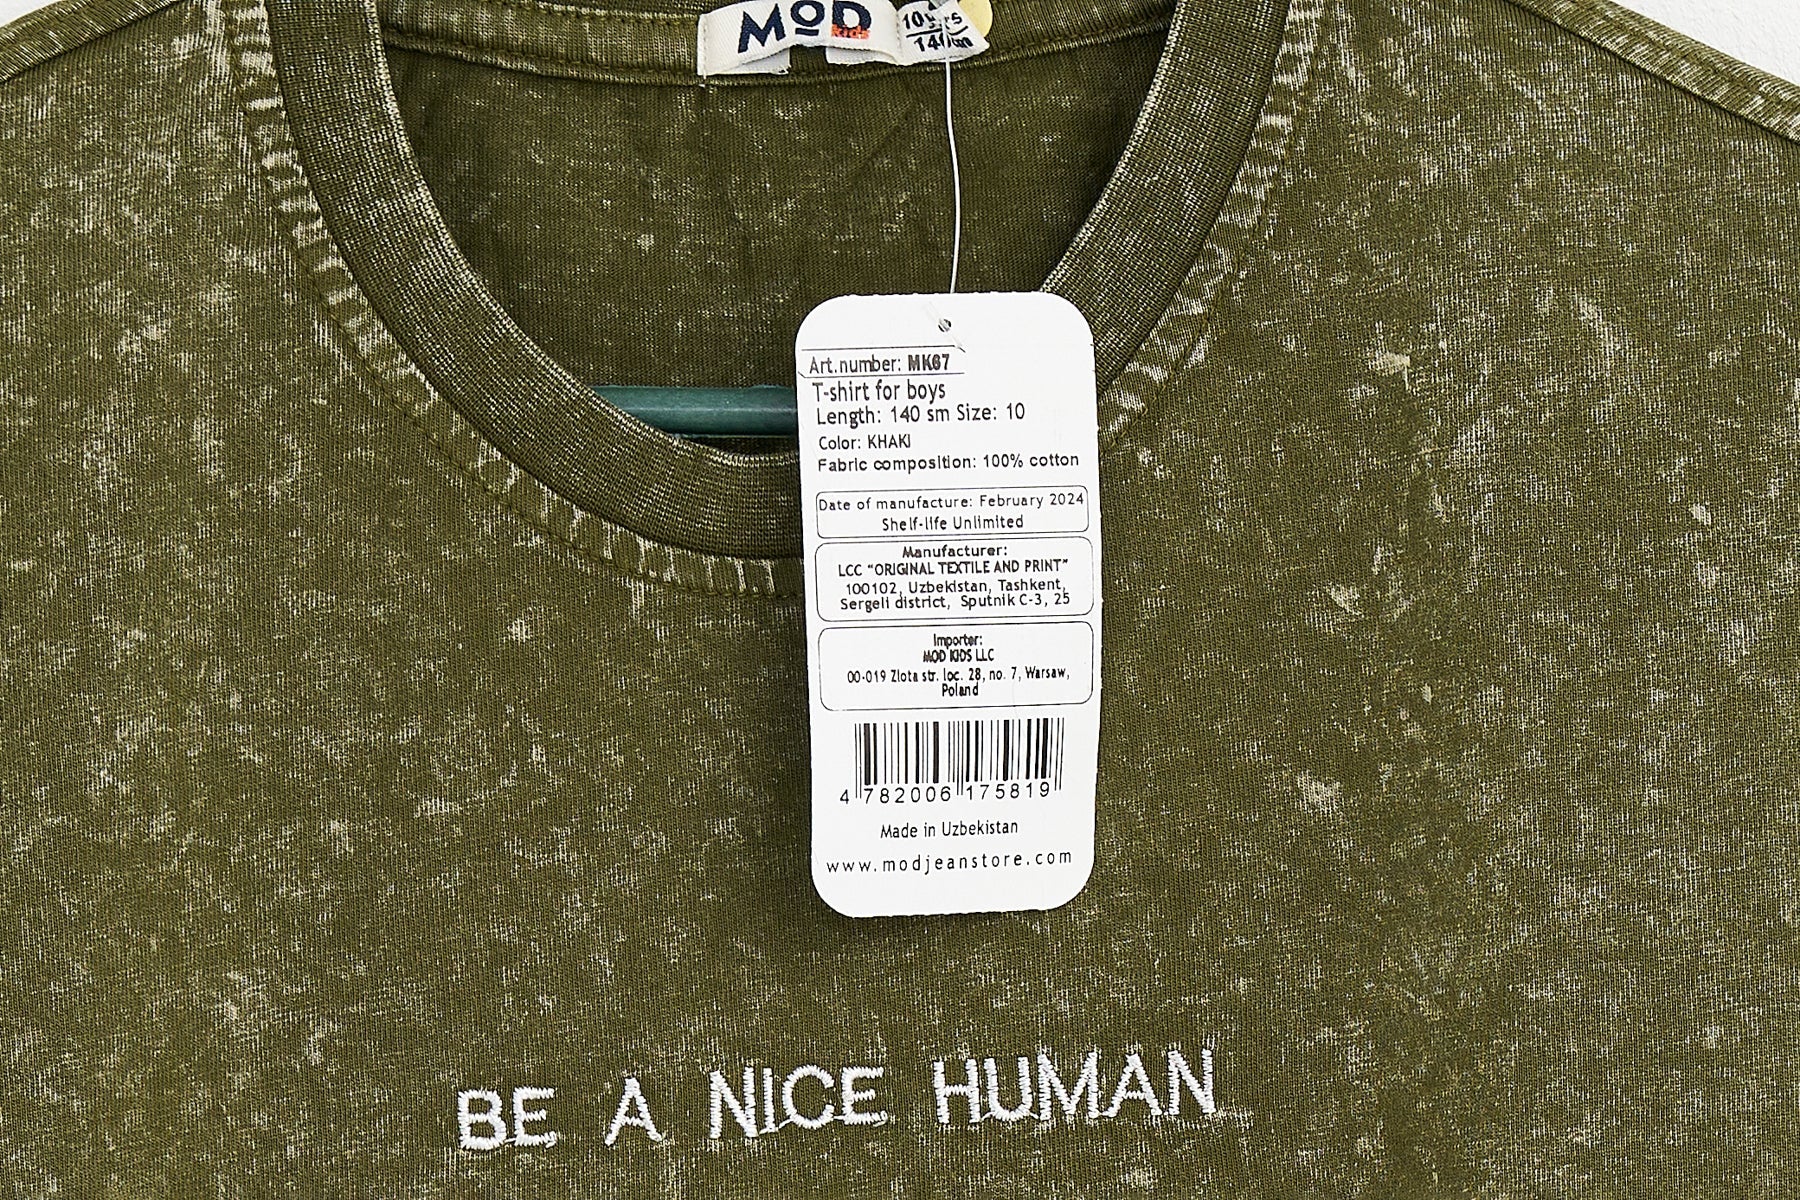 MOD
KIDS
10 yrs
140cm
Art.number: MK67
T-shirt for boys
Length: 140 sm Size: 10
Color: KHAKI
Fabric composition: 100% cotton
Date of manufacture: February 2024
Shelf-life Unlimited
Manufacturer:
LCC "ORIGINAL TEXTILE AND PRINT"
100102, Uzbekistan, Tashkent,
Sergeli district, Sputnik C-3, 25
Importer:
MOD KIDS LLC
00-019 Zlota str. loc. 28, no. 7, Warsaw,
Poland
4 782006 175819
Made in Uzbekistan
www.modjeanstore.com
BE A NICE HUMAN